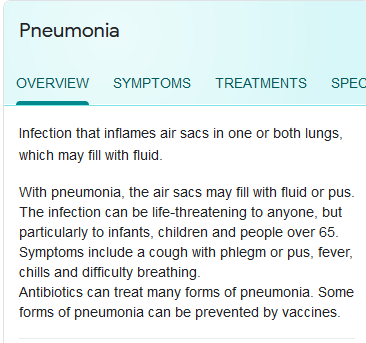 Pneumonia
OVERVIEW SYMPTOMS TREATMENTS SPEC
Infection that inflames air sacs in one or both lungs,
which may fill with fluid.
With pneumonia, the air sacs may fill with fluid or pus.
The infection can be life-threatening to anyone, but
particularly to infants, children and people over 65.
Symptoms include a cough with phlegm or pus, fever,
chills and difficulty breathing.
Antibiotics can treat many forms of pneumonia. Some
forms of pneumonia can be prevented by vaccines.